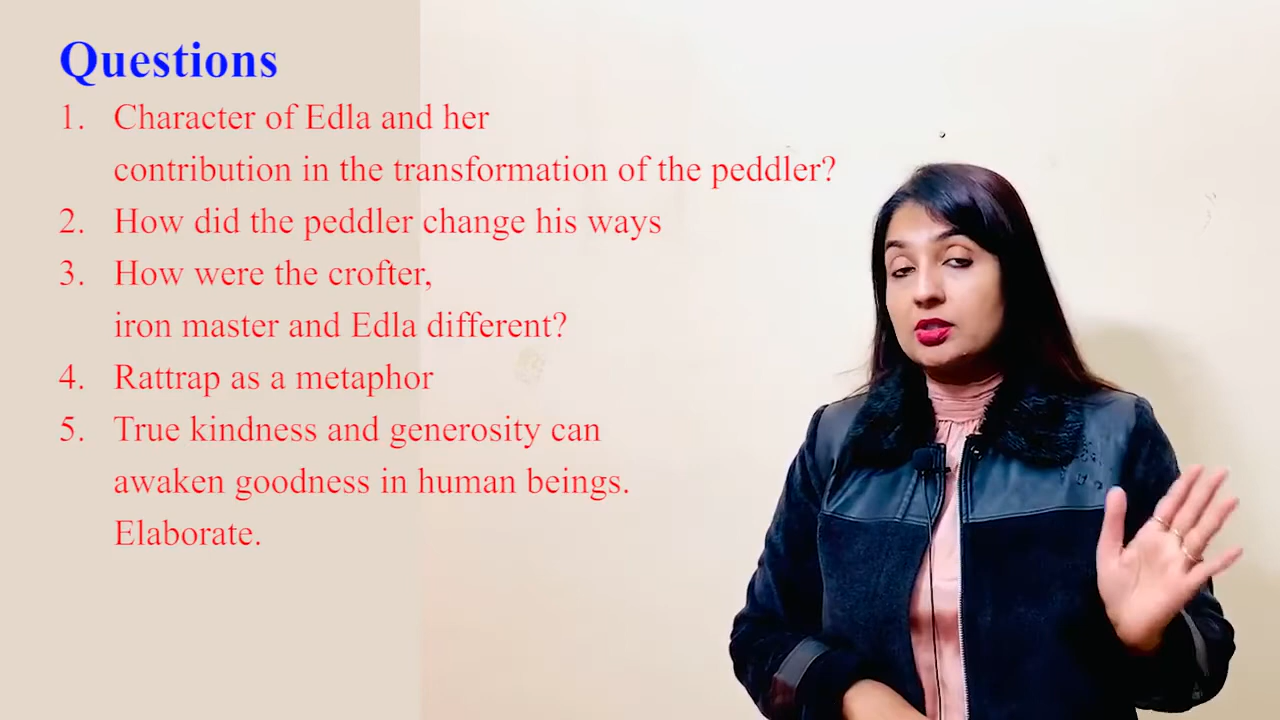 Questions
1. Character of Edla and her
contribution in the transformation of the peddler?
2. How did the peddler change his ways
3. How were the crofter,
iron master and Edla different?
4. Rattrap as a metaphor
5. True kindness and generosity can
awaken goodness in human beings.
Elaborate.